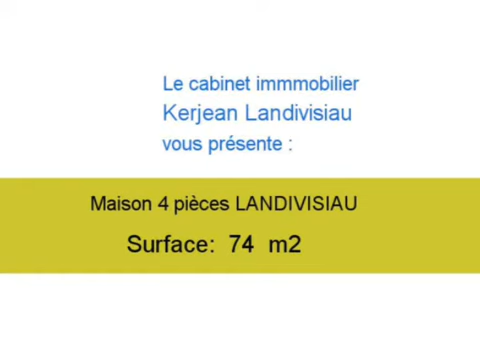 Le cabinet immmobilier
Kerjean Landivisiau
vous présente :
Maison 4 pièces LANDIVISIAU
Surface: 74 m2